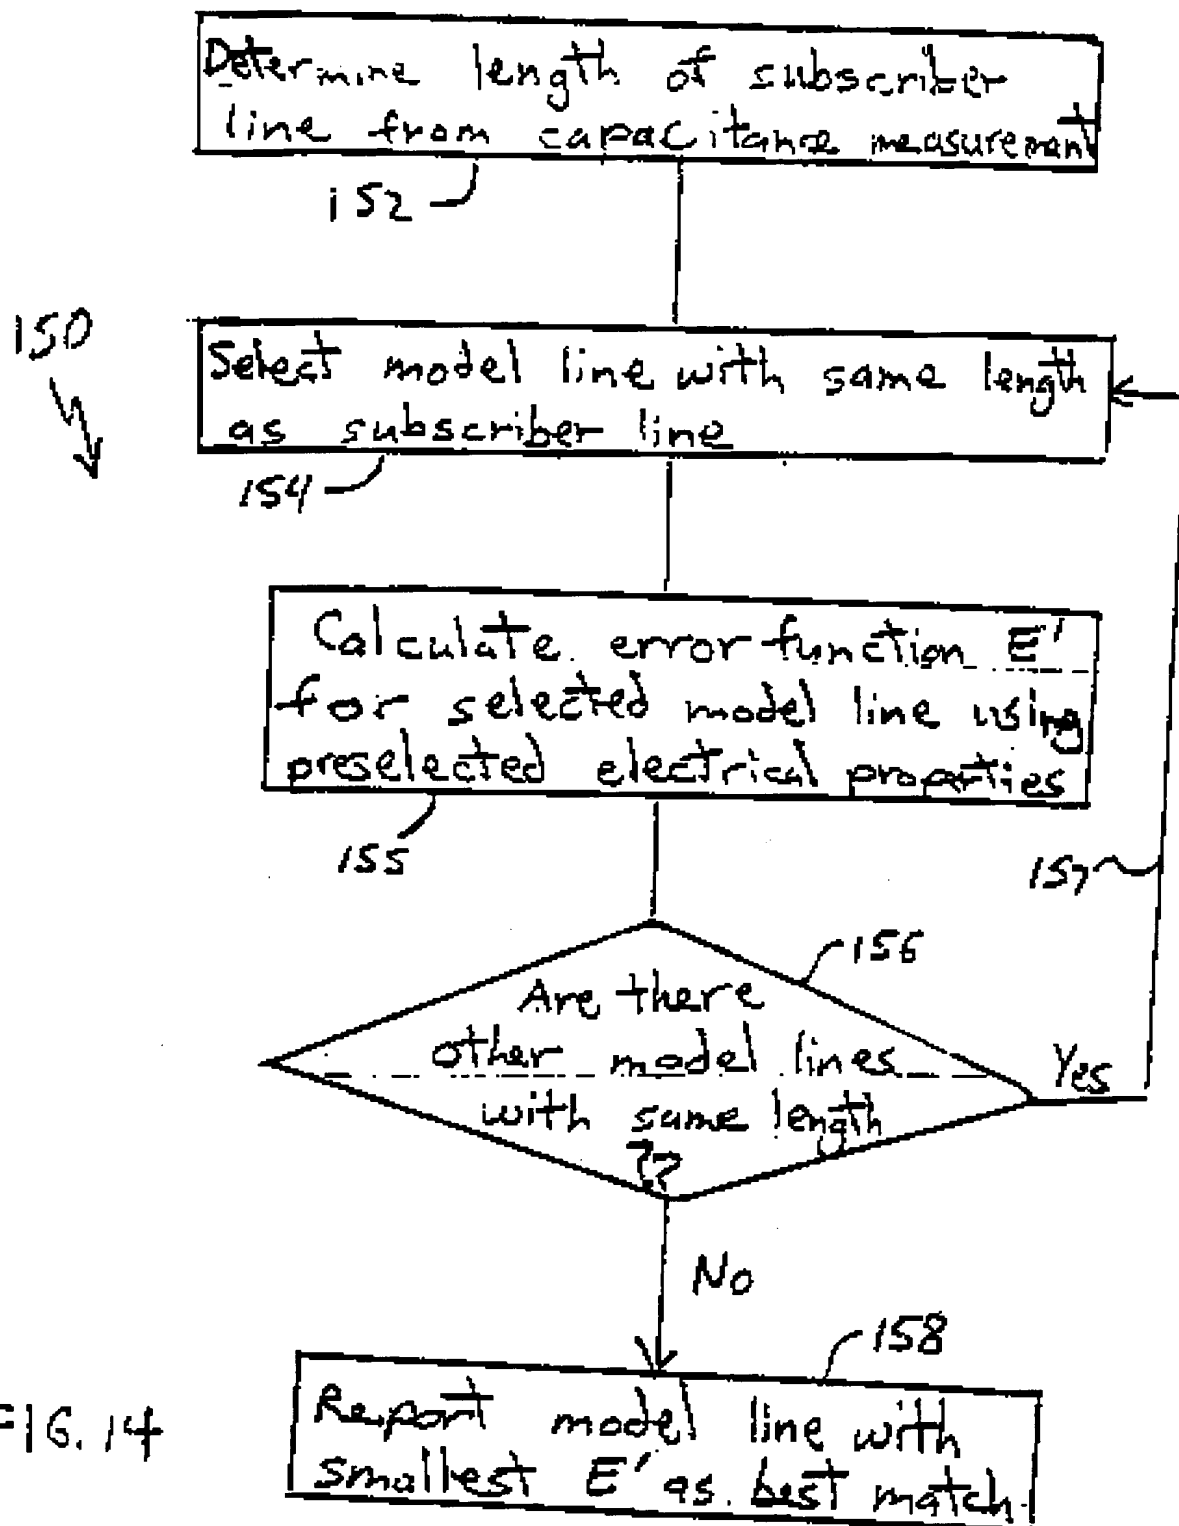 Determine length of subscriber
line from capacitance measurement
152
150
Select model line with same length
as subscriber line
154
Calculate error function E'
for selected model line using
preselected electrical properties
155
157
156
Are there
other model lines
with same length
??
Yes
No
158
Report model line with
smallest E' as best match.
FIG. 14